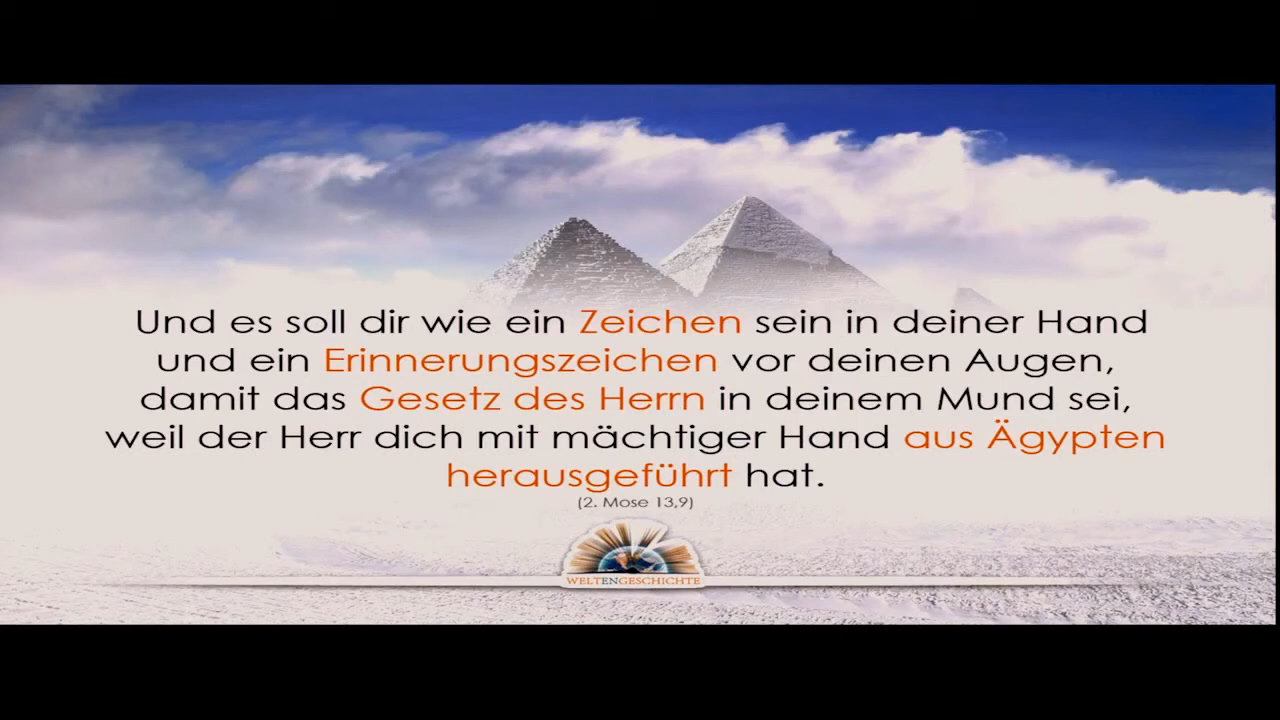 Und es soll dir wie ein Zeichen sein in deiner Hand
und ein Erinnerungszeichen vor deinen Augen,
damit das Gesetz des Herrn in deinem Mund sei,
weil der Herr dich mit mächtiger Hand aus Ägypten
herausgeführt hat.
(2. Mose 13,9)
WELTENGESCHICHTE